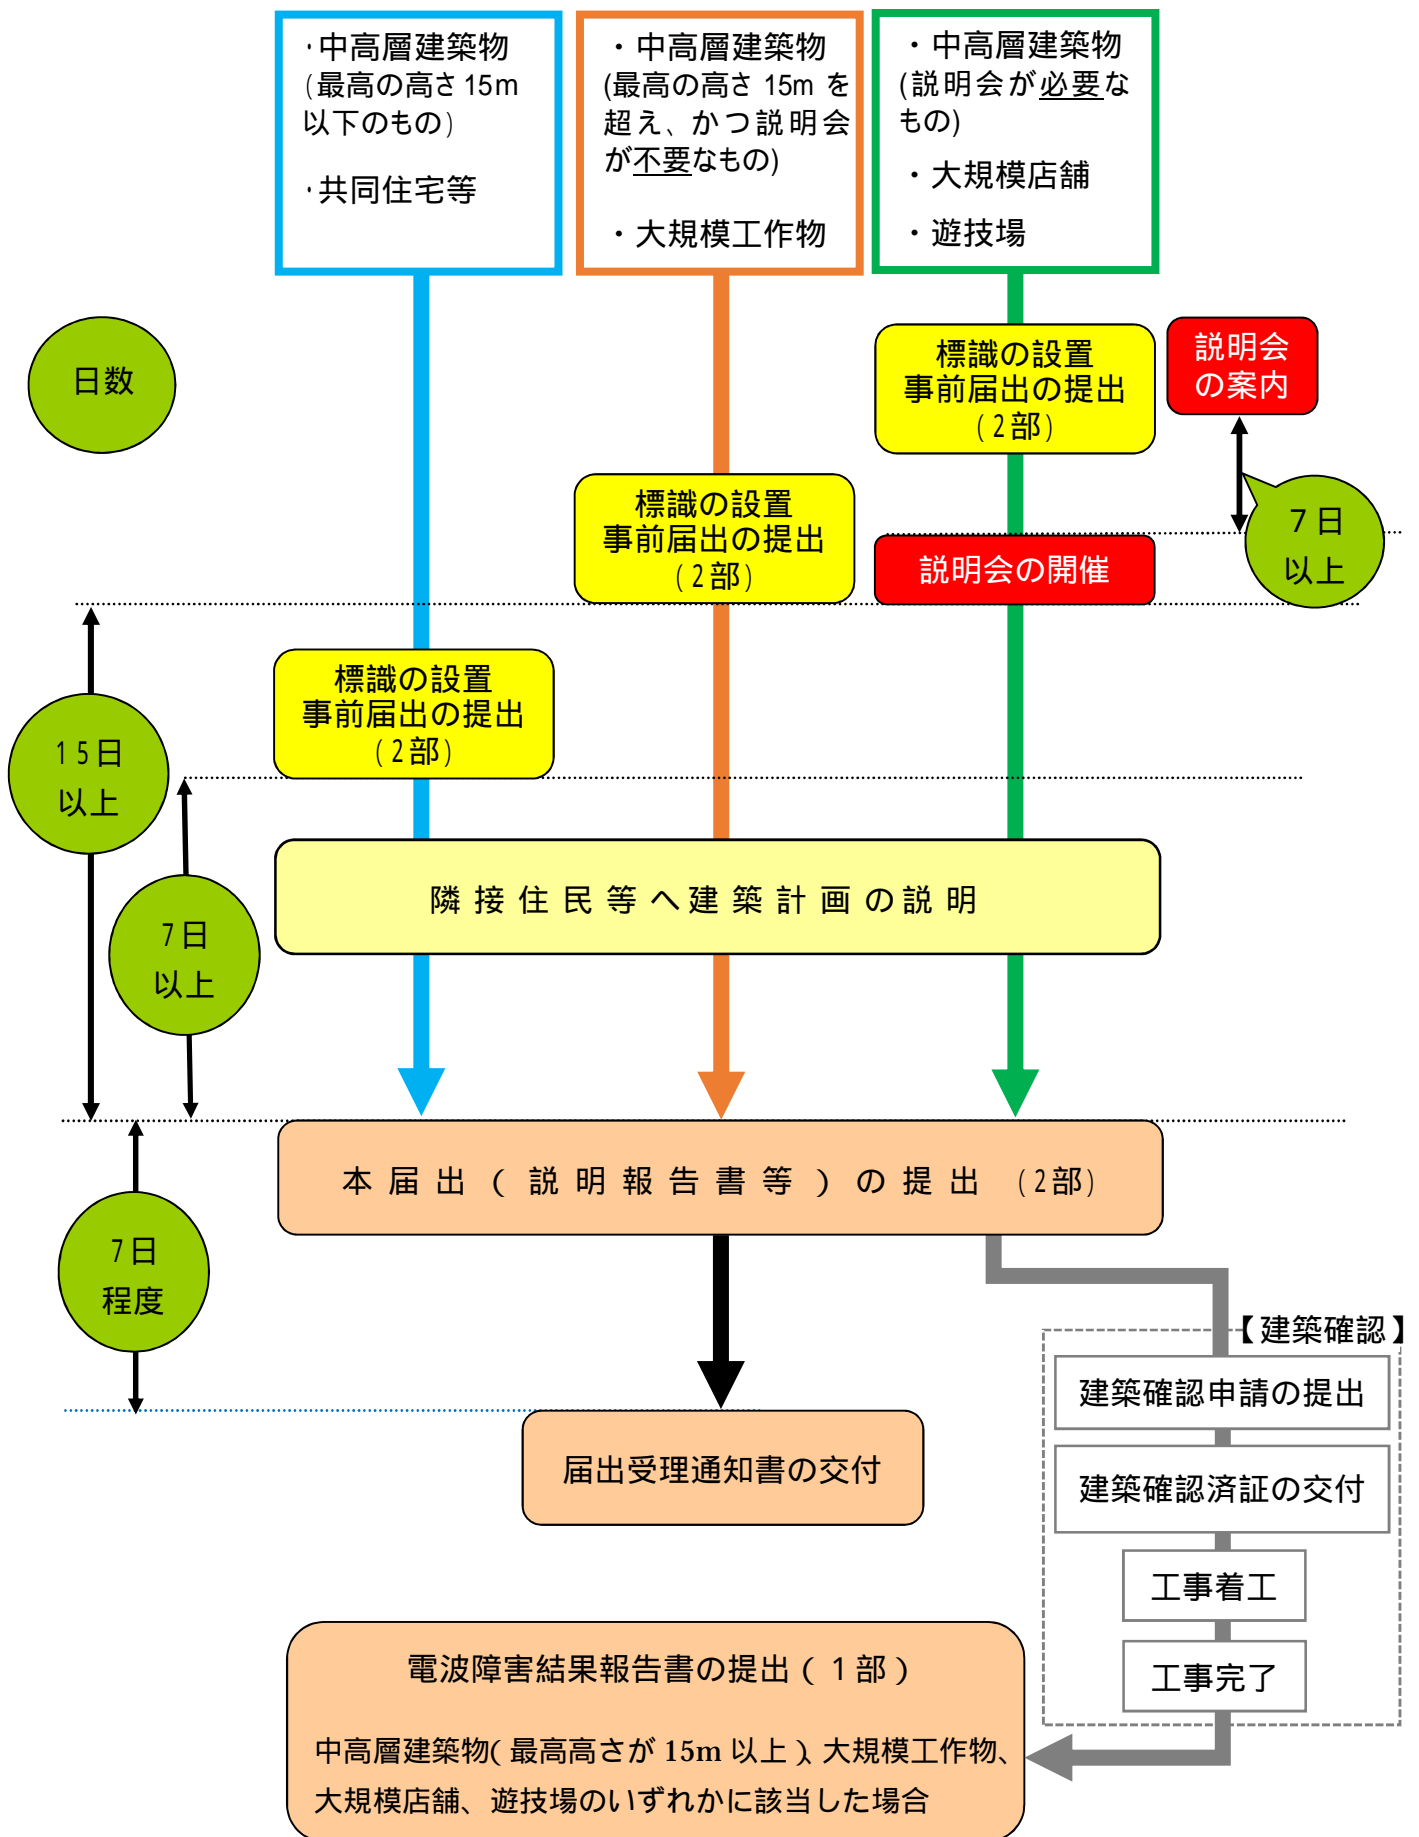 ・中高層建築物
(最高の高さ15m
以下のもの)
・共同住宅等
・中高層建築物
(最高の高さ 15m を
超え、かつ説明会
が不要なもの)
・大規模工作物
・中高層建築物
(説明会が必要な
もの)
・大規模店舗
・遊技場
日数
標識の設置
事前届出の提出
(2部)
説明会
の案内
標識の設置
事前届出の提出
(2部)
7日
以上
説明会の開催
標識の設置
事前届出の提出
(2部)
15日
以上
隣接住民等へ建築計画の説明
7日
以上
本届出(説明報告書等)の提出 (2部)
7日
程度
【建築確認】
建築確認申請の提出
届出受理通知書の交付
建築確認済証の交付
工事着工
工事完了
電波障害結果報告書の提出(1部)
中高層建築物(最高高さが 15m 以上)、大規模工作物、
大規模店舗、遊技場のいずれかに該当した場合